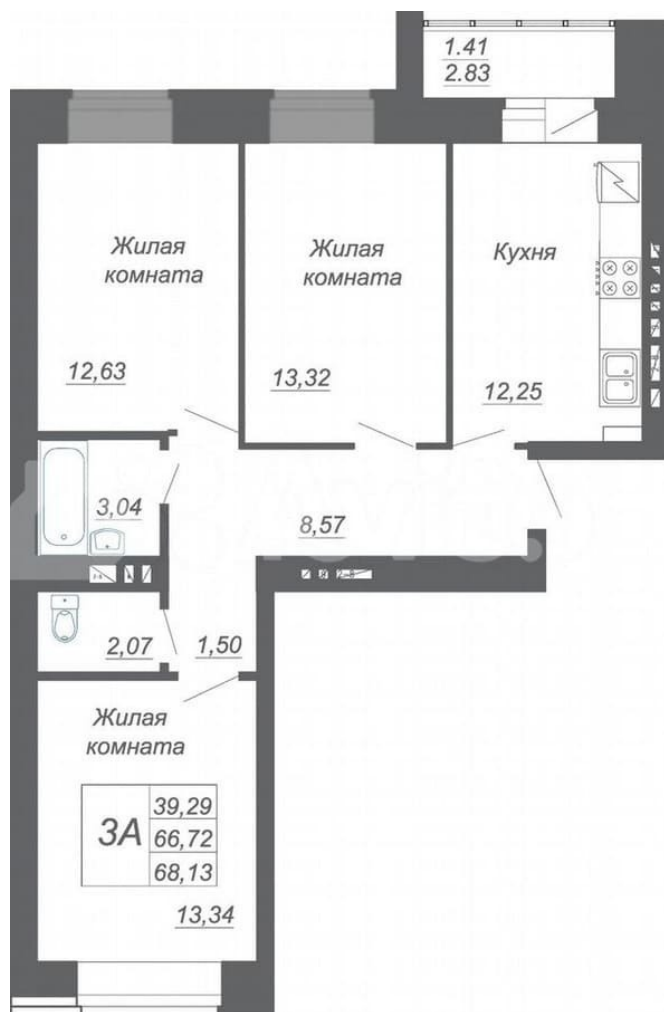 1.41
2.83
Жилая
комната
12,63
Жилая
комната
13,32
Кухня
12,25
3,04
8,57
2,07
1,50
Жилая
комната
3А
39,29
66,72
68,13
13,34